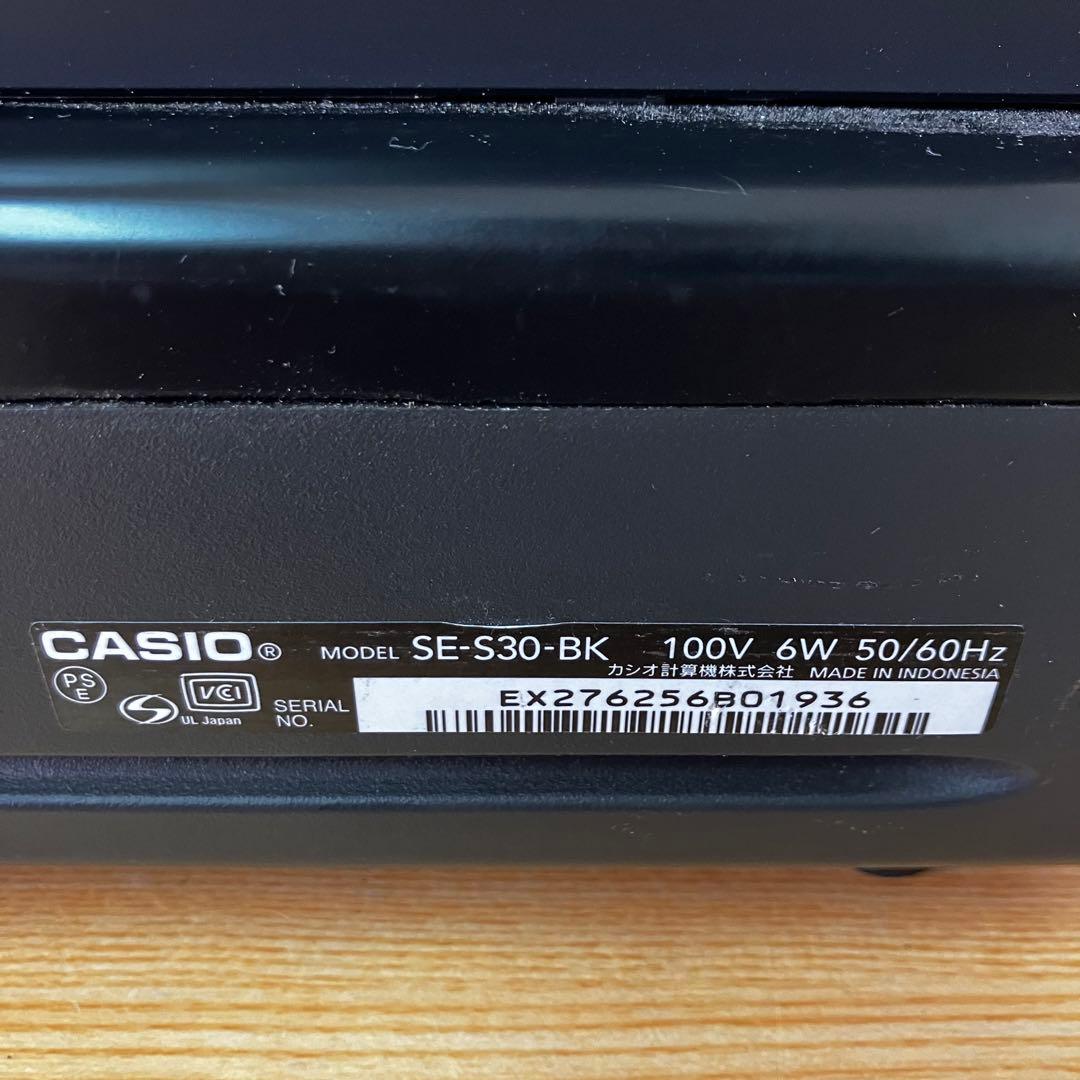 CASIO® MODEL SE-S30-BK 100V 6W 50/60Hz
カシオ計算機株式会社 MADE IN INDONESIA
PS E VCI UL Japan
SERIAL NO. EX276256B01936